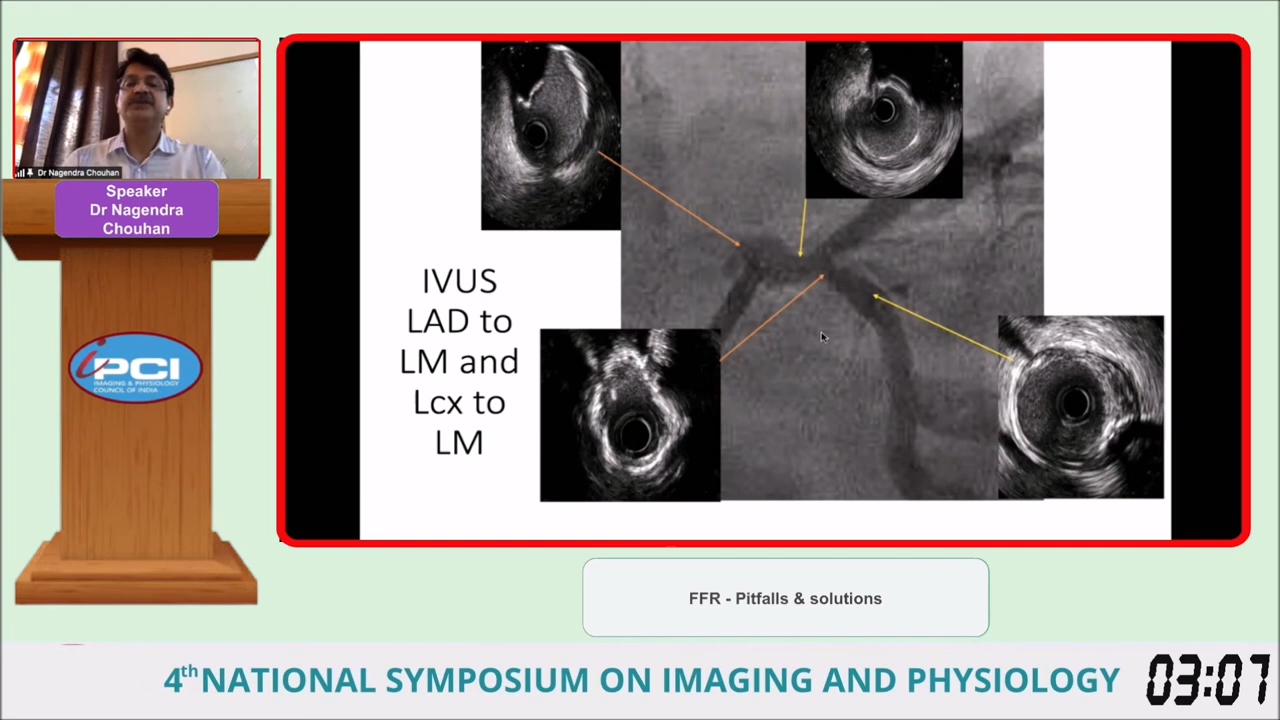 Dr Nagendra Chouhan
Speaker
Dr Nagendra
Chouhan
iPCI
IMAGING & PHYSIOLOGY
COUNCIL OF INDIA
IVUS
LAD to
LM and
Lcx to
LM
FFR - Pitfalls & solutions
4th NATIONAL SYMPOSIUM ON IMAGING AND PHYSIOLOGY
03:07